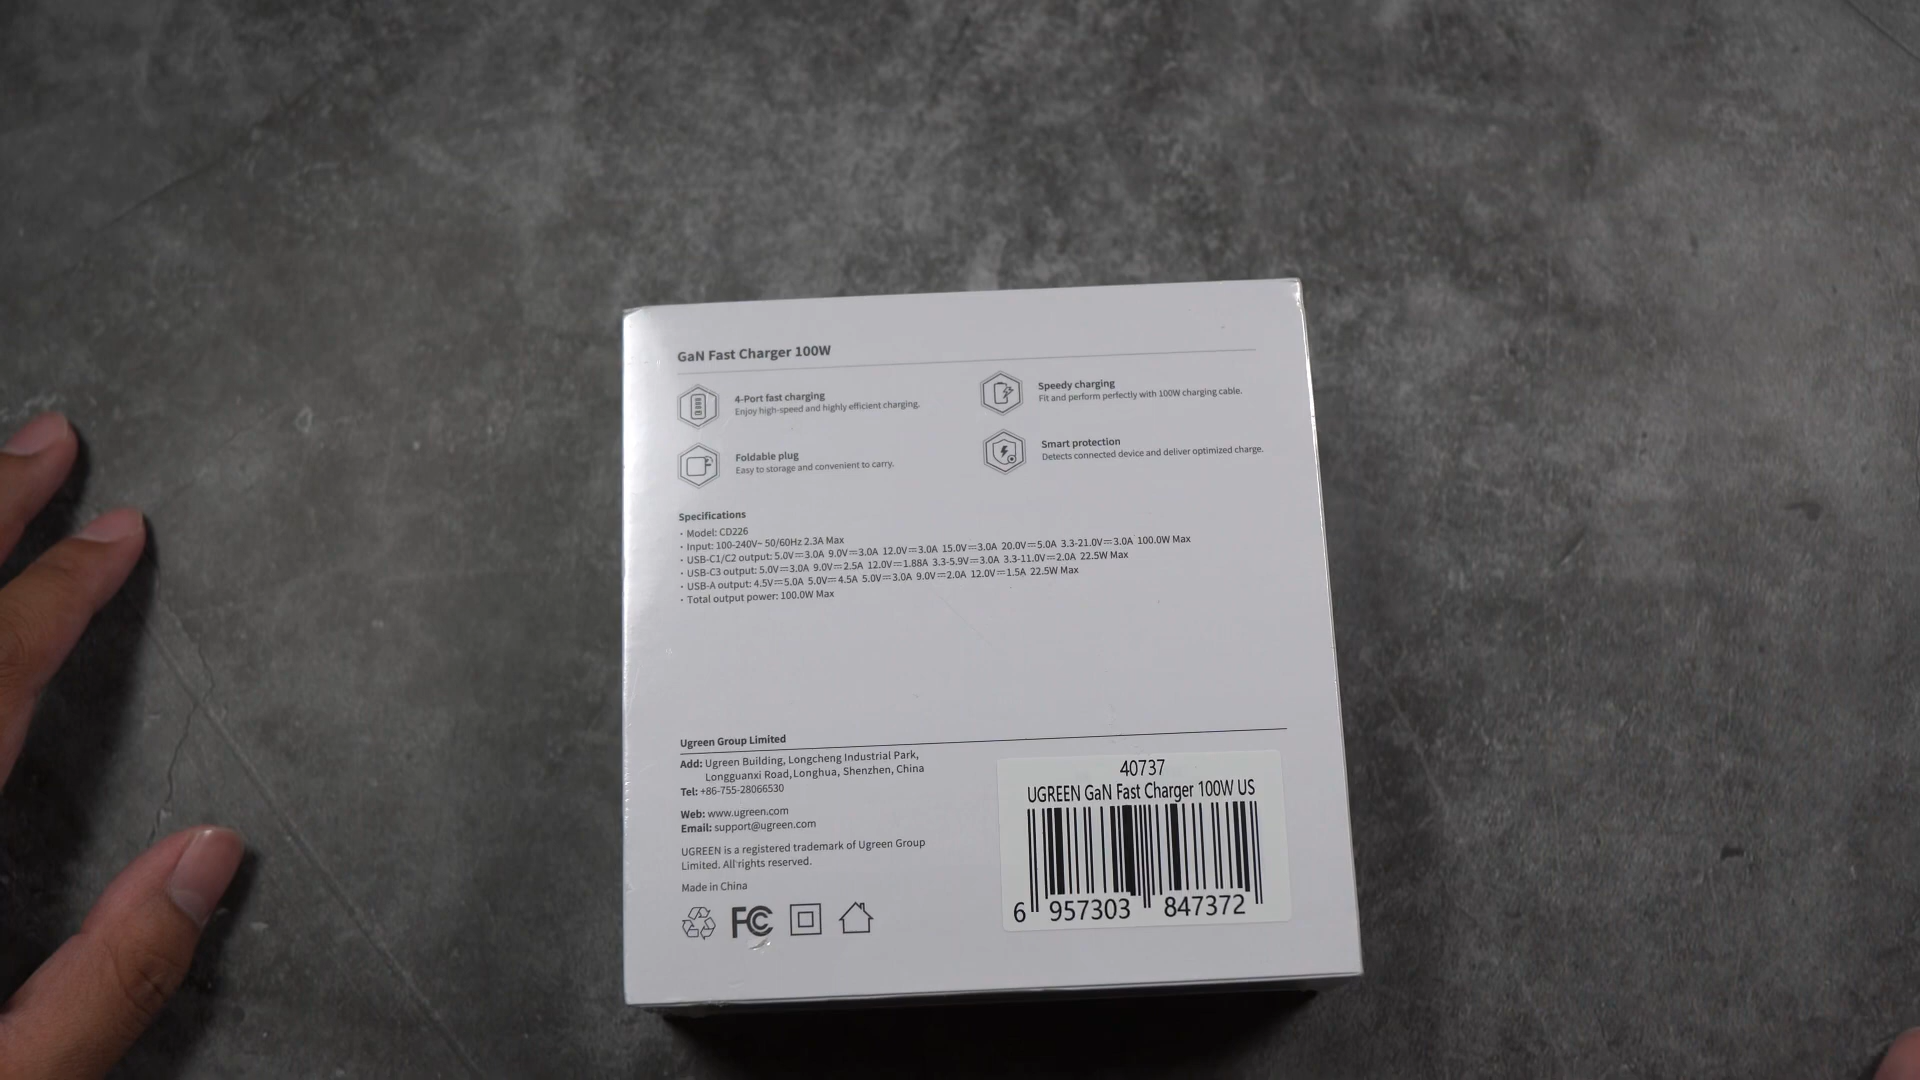 GaN Fast Charger 100W
4-Port fast charging
Enjoy high-speed and highly efficient charging.
Speedy charging
Fit and perform perfectly with 100W charging cable.
Foldable plug
Easy to storage and convenient to carry.
Smart protection
Detects connected device and deliver optimized charge.
Specifications
· Model: CD226
· Input: 100-240V~ 50/60Hz 2.3A Max
· USB-C1/C2 output: 5.0V⎓3.0A 9.0V⎓3.0A 12.0V⎓3.0A 15.0V⎓3.0A 20.0V⎓5.0A 3.3-21.0V⎓3.0A 100.0W Max
· USB-C3 output: 5.0V⎓3.0A 9.0V⎓2.5A 12.0V⎓1.88A 3.3-5.9V⎓3.0A 3.3-11.0V⎓2.0A 22.5W Max
· USB-A output: 4.5V⎓5.0A 5.0V⎓4.5A 5.0V⎓3.0A 9.0V⎓2.0A 12.0V⎓1.5A 22.5W Max
· Total output power: 100.0W Max
Ugreen Group Limited
Add: Ugreen Building, Longcheng Industrial Park,
Longguanxi Road, Longhua, Shenzhen, China
Tel: +86-755-28066530
Web: www.ugreen.com
Email: support@ugreen.com
UGREEN is a registered trademark of Ugreen Group
Limited. All rights reserved.
Made in China
FC
40737
UGREEN GaN Fast Charger 100W US
6 957303 847372